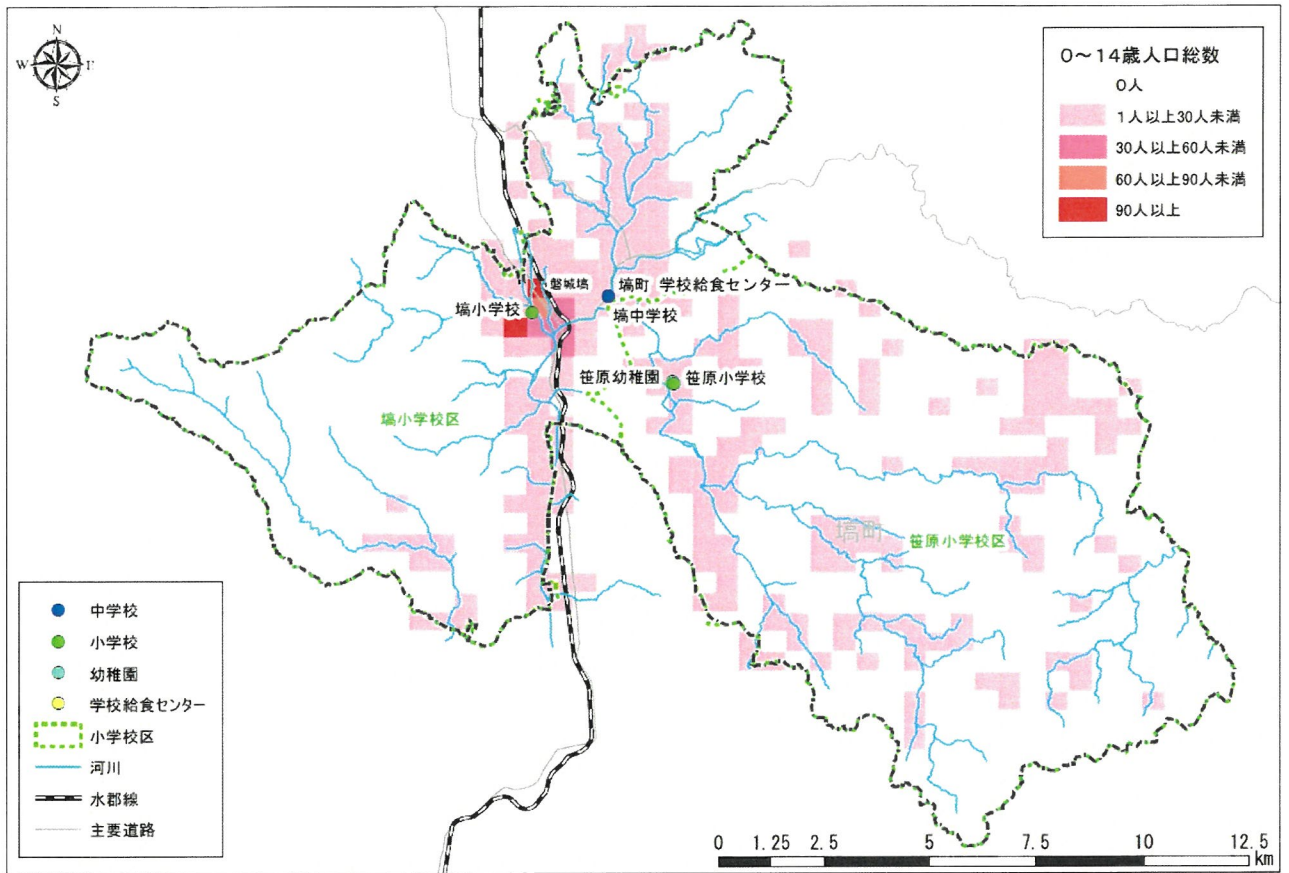 N
W
E
S
0～14歳人口総数
0人
1人以上30人未満
30人以上60人未満
60人以上90人未満
90人以上
磐城塙
塙町 学校給食センター
塙小学校
塙中学校
笹原幼稚園
笹原小学校
塙小学校区
塙町
笹原小学校区
中学校
小学校
幼稚園
学校給食センター
小学校区
河川
水郡線
主要道路
0 1.25 2.5 5 7.5 10 12.5
km